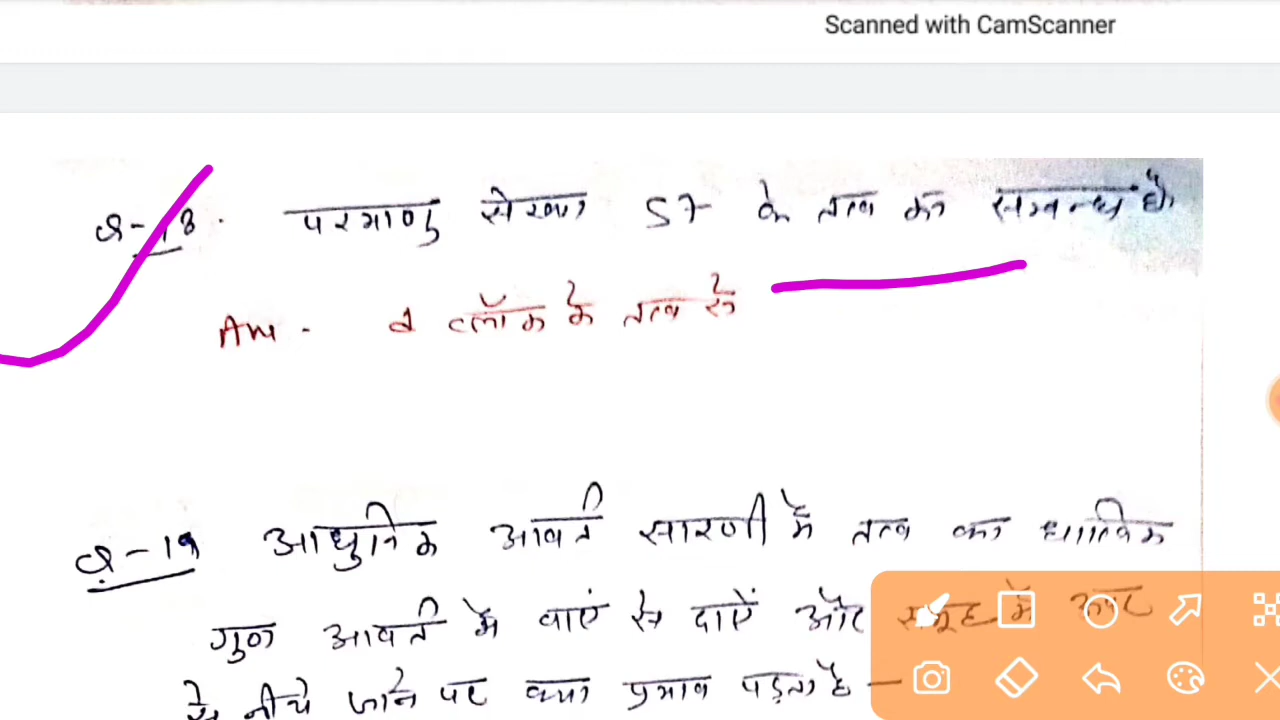 Scanned with CamScanner
Q-18. परमाणु संख्या 57 के तत्व का सम्बन्ध है
Ans - d ब्लॉक के तत्व से
Q-19 आधुनिक आवर्त सारणी में तत्व का धात्विक
गुण आवर्त में बाएं से दाएं और समूह में ऊपर
से नीचे जाने पर क्या प्रभाव पड़ता है —